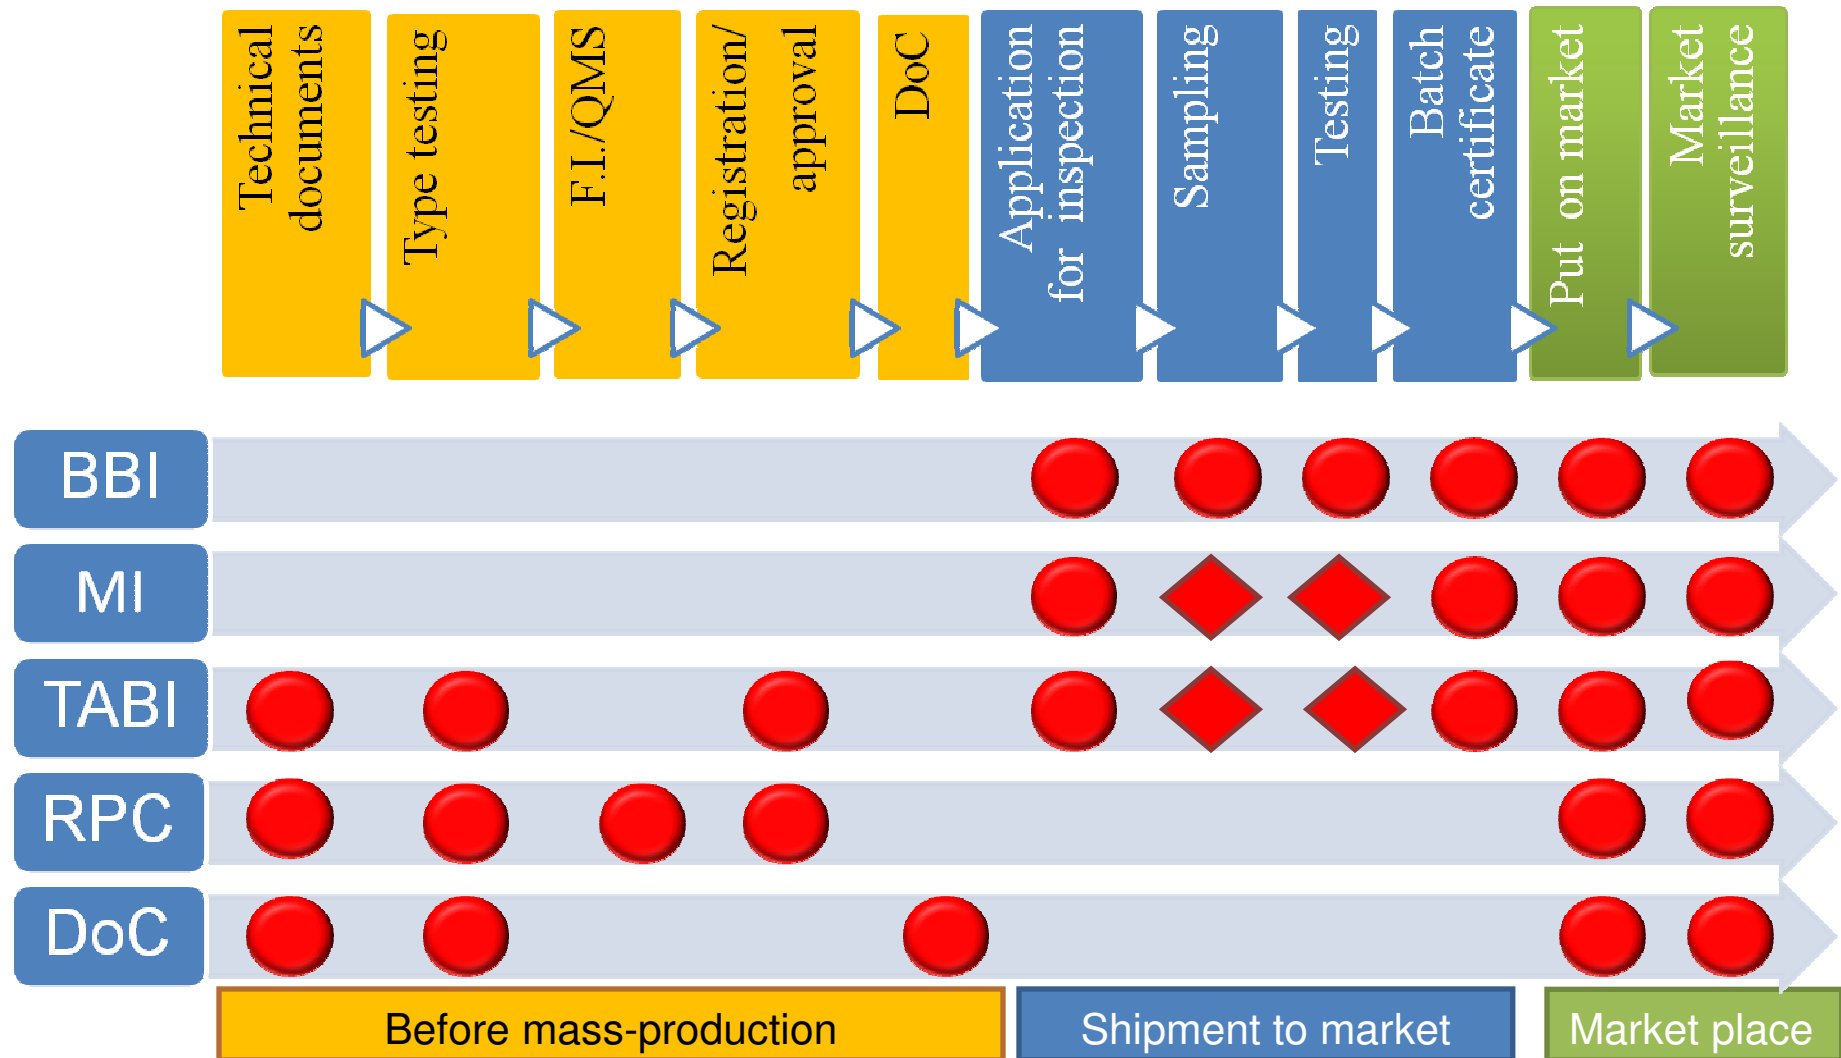 Technical
documents
Type testing
F.I./QMS
Registration/
approval
DoC
Application
for inspection
Sampling
Testing
Batch
certificate
Put on market
Market
surveillance
BBI
MI
TABI
RPC
DoC
Before mass-production
Shipment to market
Market place